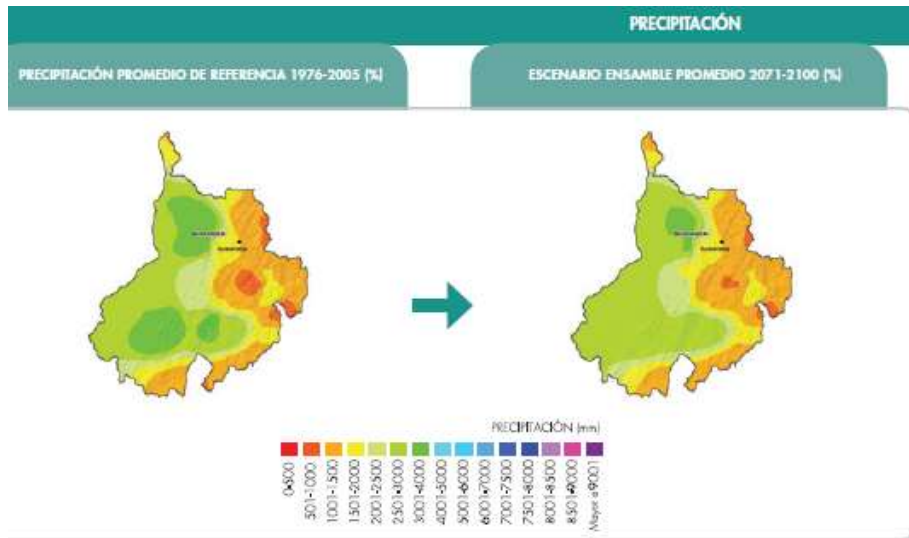 PRECIPITACIÓN
PRECIPITACIÓN PROMEDIO DE REFERENCIA 1976-2005 (%)
ESCENARIO ENSAMBLE PROMEDIO 2071-2100 (%)
PRECIPITACIÓN (mm)
0-500
501-1000
1001-1500
1501-2000
2001-2500
2501-3000
3001-4000
4001-5000
5001-6000
6001-7000
7001-7500
7501-8000
8001-8500
8501-9000
Mayor a 9001